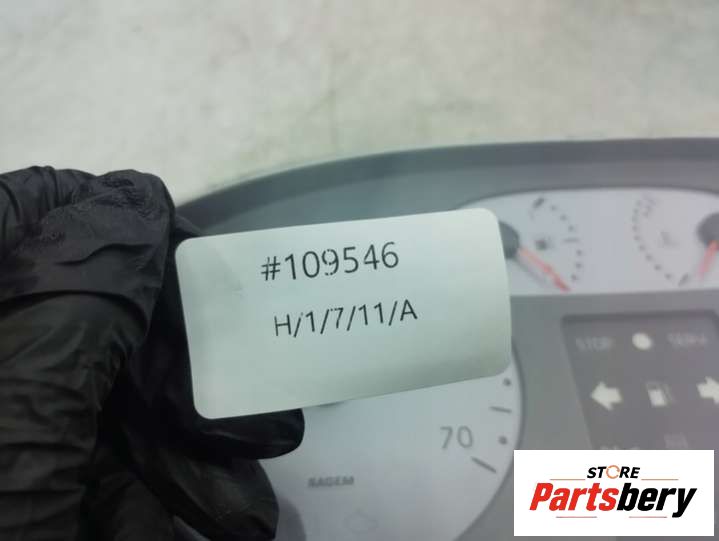 #109546
H/1/7/11/A
STOP
SERV
70
SAGEM
STORE
Partsbery